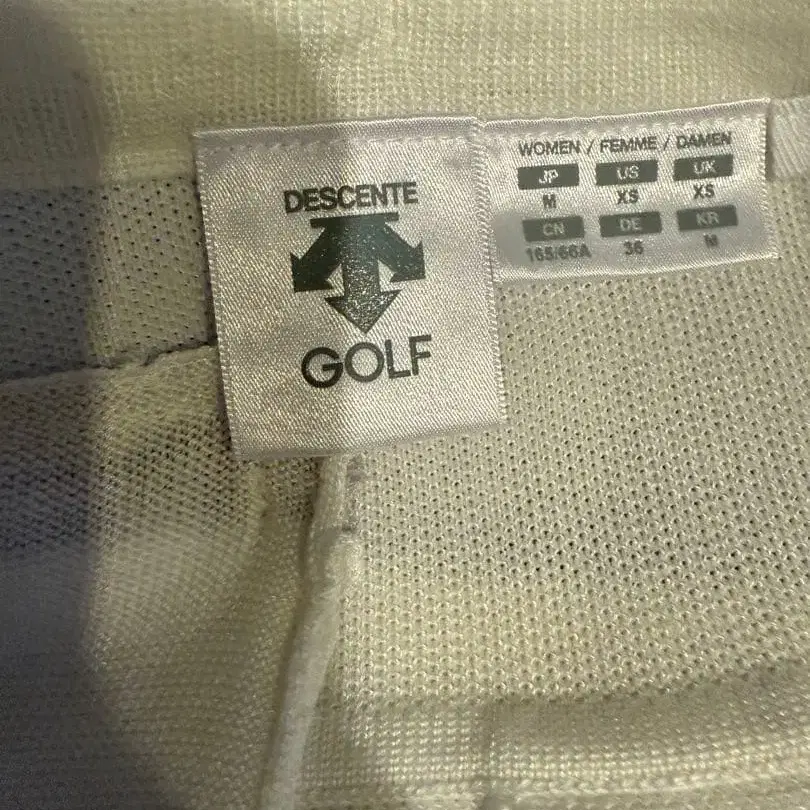 DESCENTE
GOLF
WOMEN / FEMME / DAMEN
JP US UK
M XS XS
CN DE KR
165/66A 36 M